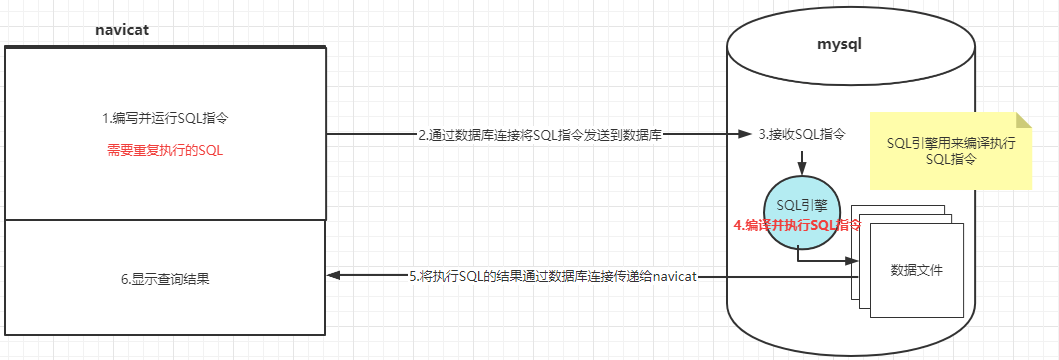 navicat
mysql
1.编写并运行SQL指令
需要重复执行的SQL
2.通过数据库连接将SQL指令发送到数据库
3.接收SQL指令
SQL引擎用来编译执行
SQL指令
SQL引擎
4.编译并执行SQL指令
数据文件
5.将执行SQL的结果通过数据库连接传递给navicat
6.显示查询结果